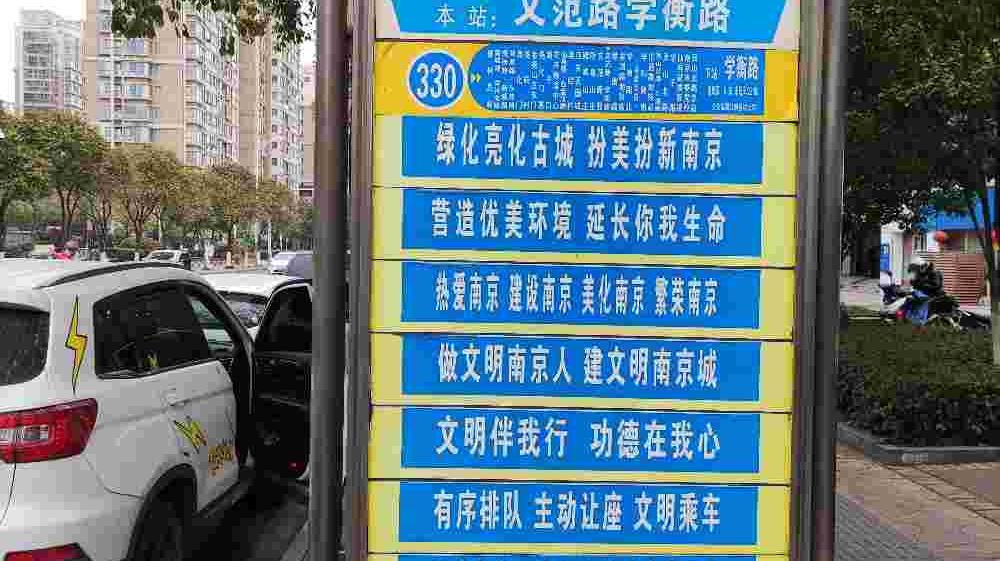 本站: 文范路学衡路
330
下站 学衡路
绿化亮化古城 扮美扮新南京
营造优美环境 延长你我生命
热爱南京 建设南京 美化南京 繁荣南京
做文明南京人 建文明南京城
文明伴我行 功德在我心
有序排队 主动让座 文明乘车